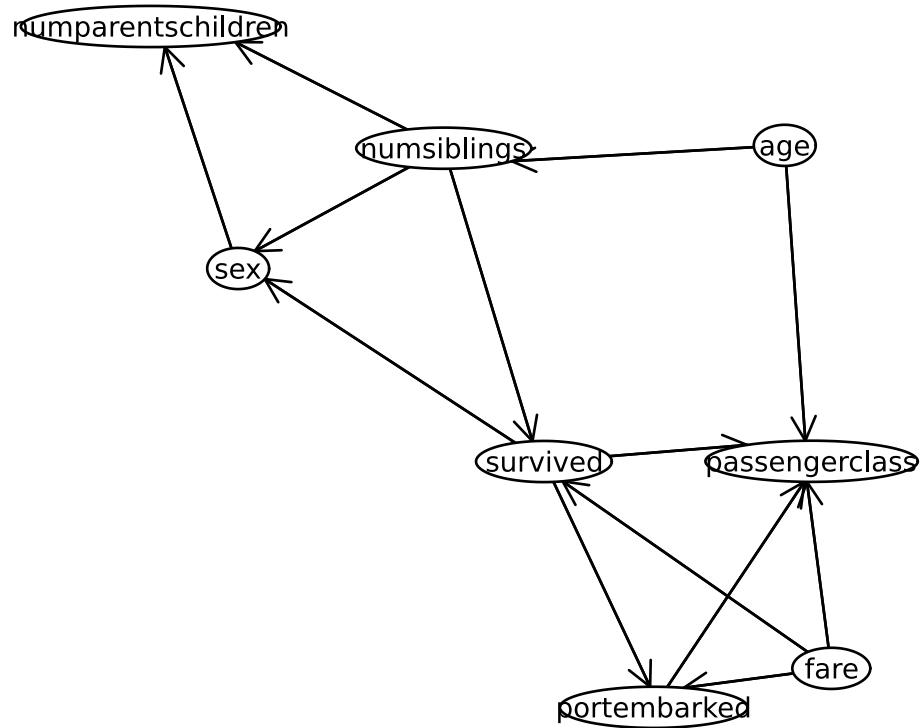 numparentschildren
numsiblings
age
sex
survived
passengerclass
fare
portembarked